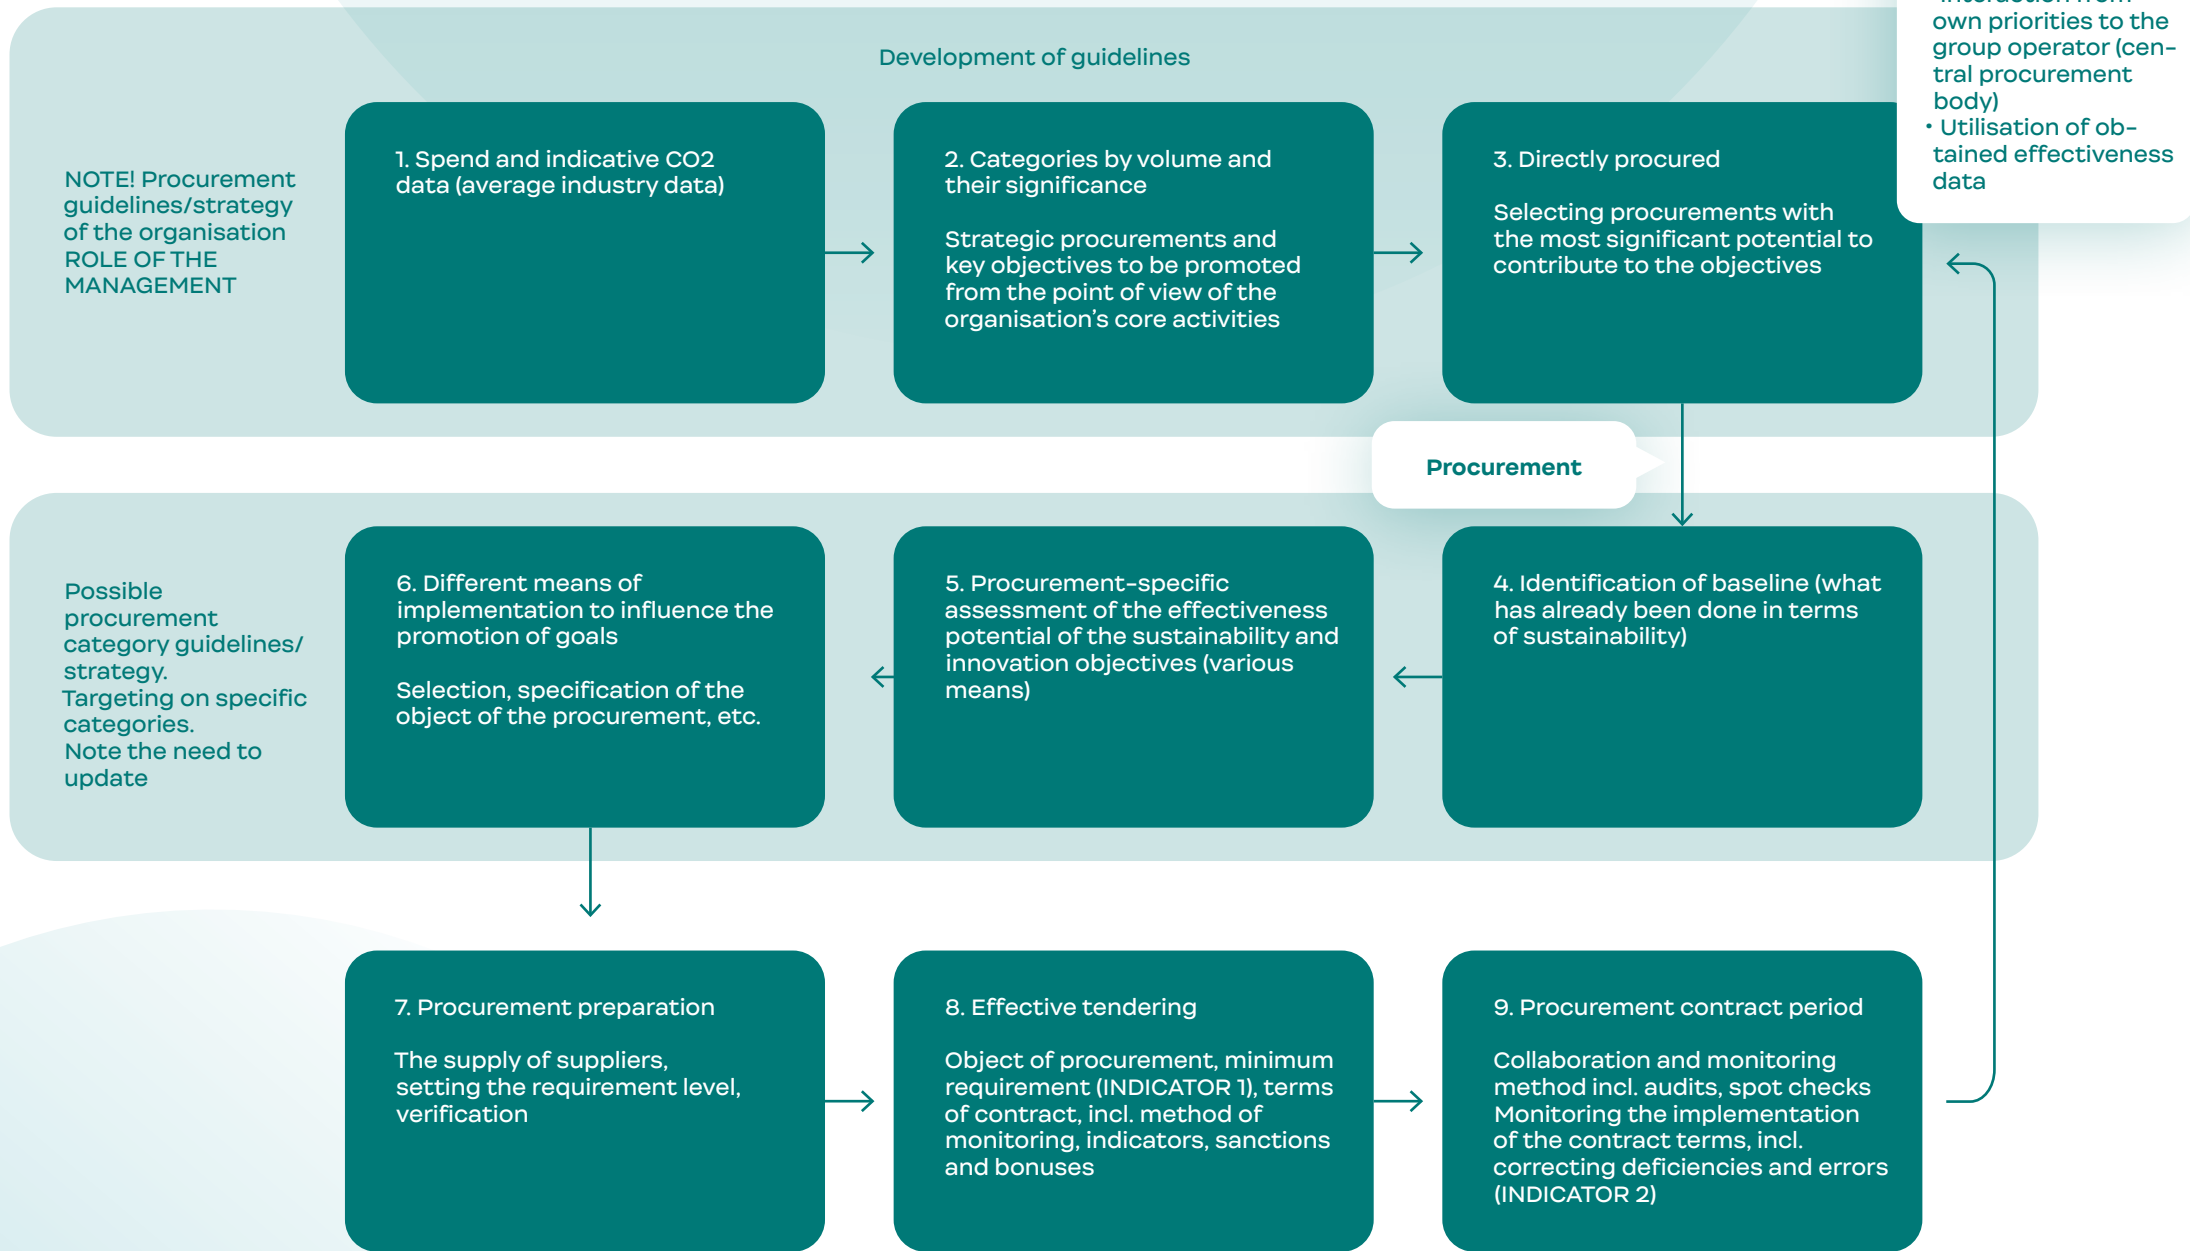 Development of guidelines
NOTE! Procurement
guidelines/strategy
of the organisation
ROLE OF THE
MANAGEMENT
1. Spend and indicative CO2
data (average industry data)
2. Categories by volume and
their significance
Strategic procurements and
key objectives to be promoted
from the point of view of the
organisation's core activities
3. Directly procured
Selecting procurements with
the most significant potential to
contribute to the objectives
own priorities to the
group operator (cen-
tral procurement
body)
• Utilisation of ob-
tained effectiveness
data
Procurement
Possible
procurement
category guidelines/
strategy.
Targeting on specific
categories.
Note the need to
update
6. Different means of
implementation to influence the
promotion of goals
Selection, specification of the
object of the procurement, etc.
5. Procurement-specific
assessment of the effectiveness
potential of the sustainability and
innovation objectives (various
means)
4. Identification of baseline (what
has already been done in terms
of sustainability)
7. Procurement preparation
The supply of suppliers,
setting the requirement level,
verification
8. Effective tendering
Object of procurement, minimum
requirement (INDICATOR 1), terms
of contract, incl. method of
monitoring, indicators, sanctions
and bonuses
9. Procurement contract period
Collaboration and monitoring
method incl. audits, spot checks
Monitoring the implementation
of the contract terms, incl.
correcting deficiencies and errors
(INDICATOR 2)